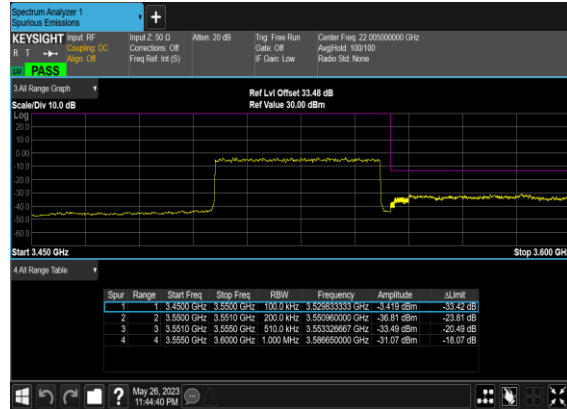 Spectrum Analyzer 1
Spurious Emissions
+
KEYSIGHT Input: RF Input Z: 50 Ω Atten: 20 dB Trig: Free Run Center Freq: 22.005000000 GHz
R T Coupling: DC Corrections: Off Gate: Off Avg|Hold: 100/100
Align: Off Freq Ref: Int (S) IF Gain: Low Radio Std: None
PASS
3 All Range Graph
Ref Lvl Offset 33.48 dB
Scale/Div 10.0 dB Ref Value 30.00 dBm
Log
20.0
10.0
0.00
-10.0
-20.0
-30.0
-40.0
-50.0
-60.0
Start 3.450 GHz Stop 3.600 GHz
4 All Range Table
Spur Range Start Freq Stop Freq RBW Frequency Amplitude ΔLimit
1 1 3.4500 GHz 3.5500 GHz 100.0 kHz 3.529833333 GHz -3.419 dBm -33.42 dB
2 2 3.5500 GHz 3.5510 GHz 200.0 kHz 3.550960000 GHz -36.81 dBm -23.81 dB
3 3 3.5510 GHz 3.5550 GHz 510.0 kHz 3.553326667 GHz -33.49 dBm -20.49 dB
4 4 3.5550 GHz 3.6000 GHz 1.000 MHz 3.586650000 GHz -31.07 dBm -18.07 dB
? May 26, 2023
11:44:40 PM